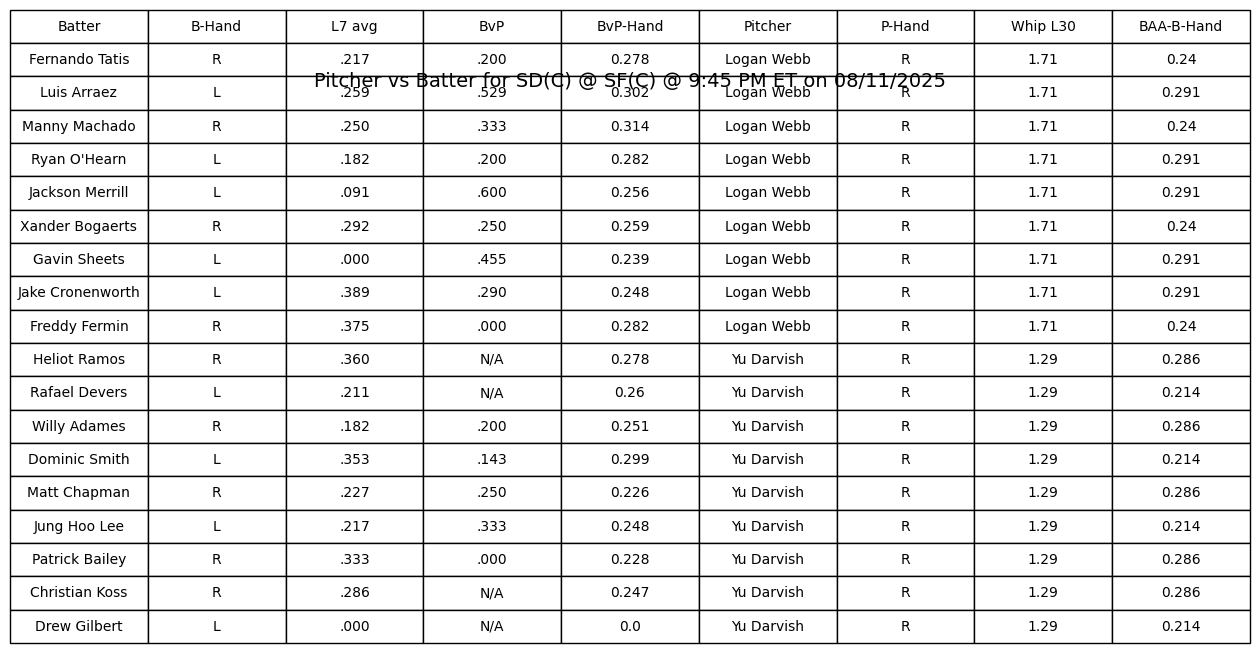 Batter B-Hand L7 avg BvP BvP-Hand Pitcher P-Hand Whip L30 BAA-B-Hand
Fernando Tatis R .217 .200 0.278 Logan Webb R 1.71 0.24
Pitcher vs Batter for SD(C) @ SF(C) @ 9:45 PM ET on 08/11/2025
Luis Arraez L .259 .529 0.302 Logan Webb R 1.71 0.291
Manny Machado R .250 .333 0.314 Logan Webb R 1.71 0.24
Ryan O'Hearn L .182 .200 0.282 Logan Webb R 1.71 0.291
Jackson Merrill L .091 .600 0.256 Logan Webb R 1.71 0.291
Xander Bogaerts R .292 .250 0.259 Logan Webb R 1.71 0.24
Gavin Sheets L .000 .455 0.239 Logan Webb R 1.71 0.291
Jake Cronenworth L .389 .290 0.248 Logan Webb R 1.71 0.291
Freddy Fermin R .375 .000 0.282 Logan Webb R 1.71 0.24
Heliot Ramos R .360 N/A 0.278 Yu Darvish R 1.29 0.286
Rafael Devers L .211 N/A 0.26 Yu Darvish R 1.29 0.214
Willy Adames R .182 .200 0.251 Yu Darvish R 1.29 0.286
Dominic Smith L .353 .143 0.299 Yu Darvish R 1.29 0.214
Matt Chapman R .227 .250 0.226 Yu Darvish R 1.29 0.286
Jung Hoo Lee L .217 .333 0.248 Yu Darvish R 1.29 0.214
Patrick Bailey R .333 .000 0.228 Yu Darvish R 1.29 0.286
Christian Koss R .286 N/A 0.247 Yu Darvish R 1.29 0.286
Drew Gilbert L .000 N/A 0.0 Yu Darvish R 1.29 0.214